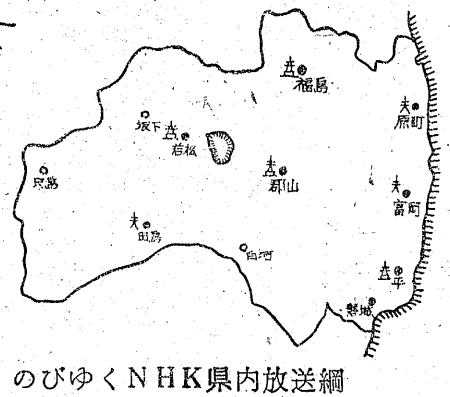 福島
原町
坂下
若松
只見
郡山
富岡
田島
白河
平
磐城
のびゆくNHK県内放送綱